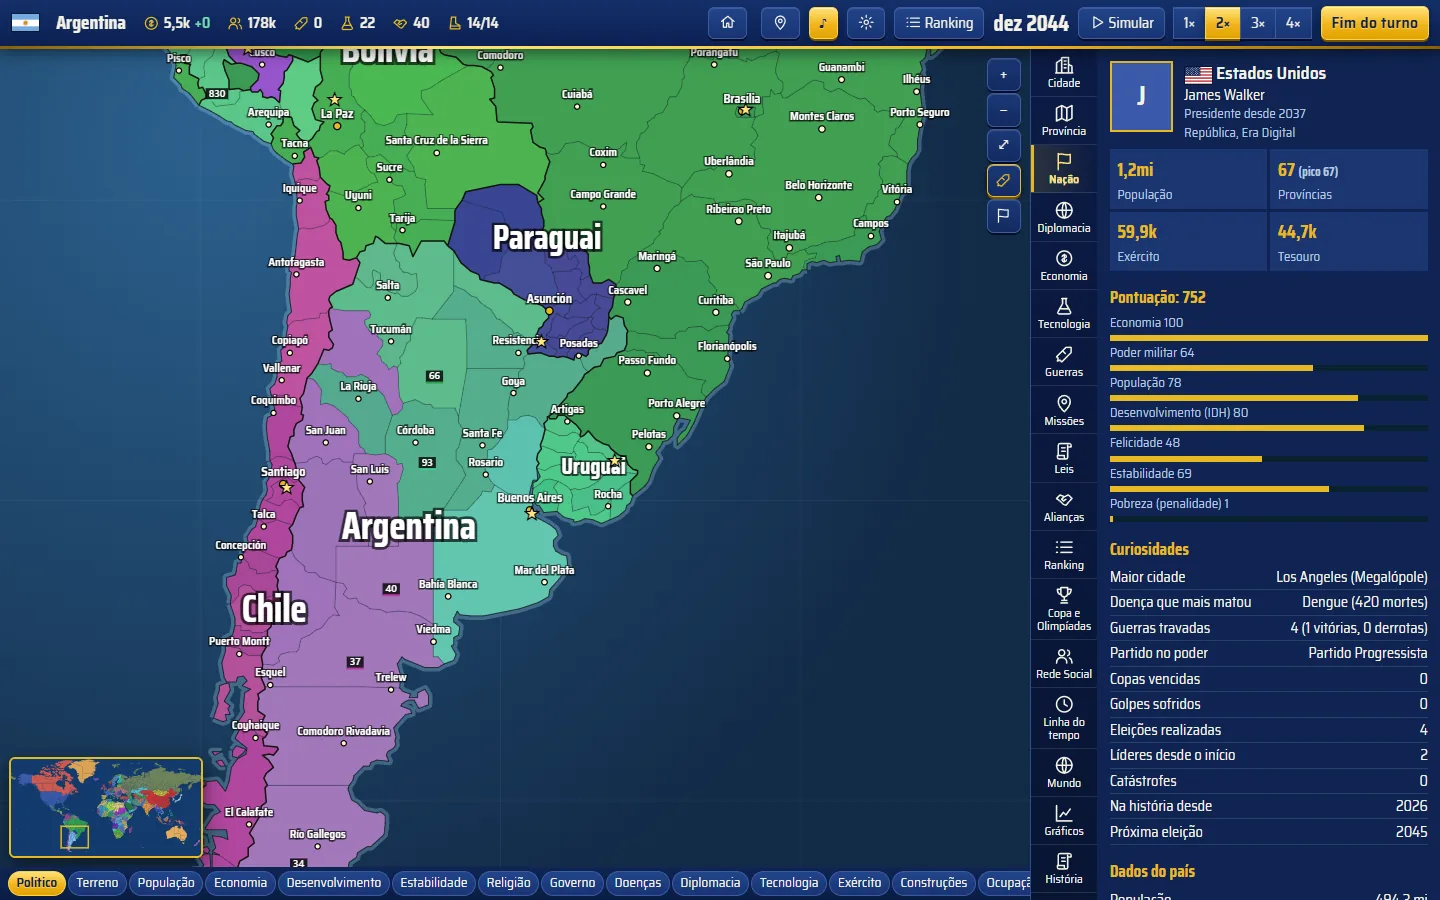 Argentina
5,5k +0
178k
0
22
40
14/14
Ranking
dez 2044
Simular
1×
2×
3×
4×
Fim do turno
Bolívia
Pisco
Cusco
830
Arequipa
La Paz
Tacna
Comodoro
Cuiabá
Santa Cruz de la Sierra
Sucre
Uyuni
Tarija
Iquique
Antofagasta
Copiapó
Vallenar
Coquimbo
Porangatu
Guanambi
Ilhéus
Brasília
Montes Claros
Porto Seguro
Coxim
Uberlândia
Campo Grande
Belo Horizonte
Vitória
Ribeirao Preto
Campos
Itajubá
São Paulo
Maringá
Paraguai
Cascavel
Curitiba
Asunción
Salta
Tucumán
Resistencia
Posadas
Florianópolis
Passo Fundo
66
La Rioja
Goya
Artigas
Porto Alegre
San Juan
Córdoba
Santa Fe
Pelotas
Santiago
San Luis
93
Rosario
Uruguai
Talca
Buenos Aires
Rocha
Argentina
Concepción
Mar del Plata
Bahía Blanca
40
Chile
Viedma
Puerto Montt
37
Esquel
Trelew
Coyhaique
Comodoro Rivadavia
El Calafate
Río Gallegos
34
+
−
Político
Terreno
População
Economia
Desenvolvimento
Estabilidade
Religião
Governo
Doenças
Diplomacia
Tecnologia
Exército
Construções
Ocupaç
Cidade
Província
Nação
Diplomacia
Economia
Tecnologia
Guerras
Missões
Leis
Alianças
Ranking
Copa e
Olimpíadas
Rede Social
Linha do
tempo
Mundo
Gráficos
História
J
Estados Unidos
James Walker
Presidente desde 2037
República, Era Digital
1,2mi
População
67 (pico 67)
Províncias
59,9k
Exército
44,7k
Tesouro
Pontuação: 752
Economia 100
Poder militar 64
População 78
Desenvolvimento (IDH) 80
Felicidade 48
Estabilidade 69
Pobreza (penalidade) 1
Curiosidades
Maior cidade Los Angeles (Megalópole)
Doença que mais matou Dengue (420 mortes)
Guerras travadas 4 (1 vitórias, 0 derrotas)
Partido no poder Partido Progressista
Copas vencidas 0
Golpes sofridos 0
Eleições realizadas 4
Líderes desde o início 2
Catástrofes 0
Na história desde 2026
Próxima eleição 2045
Dados do país
População 494,2 mi